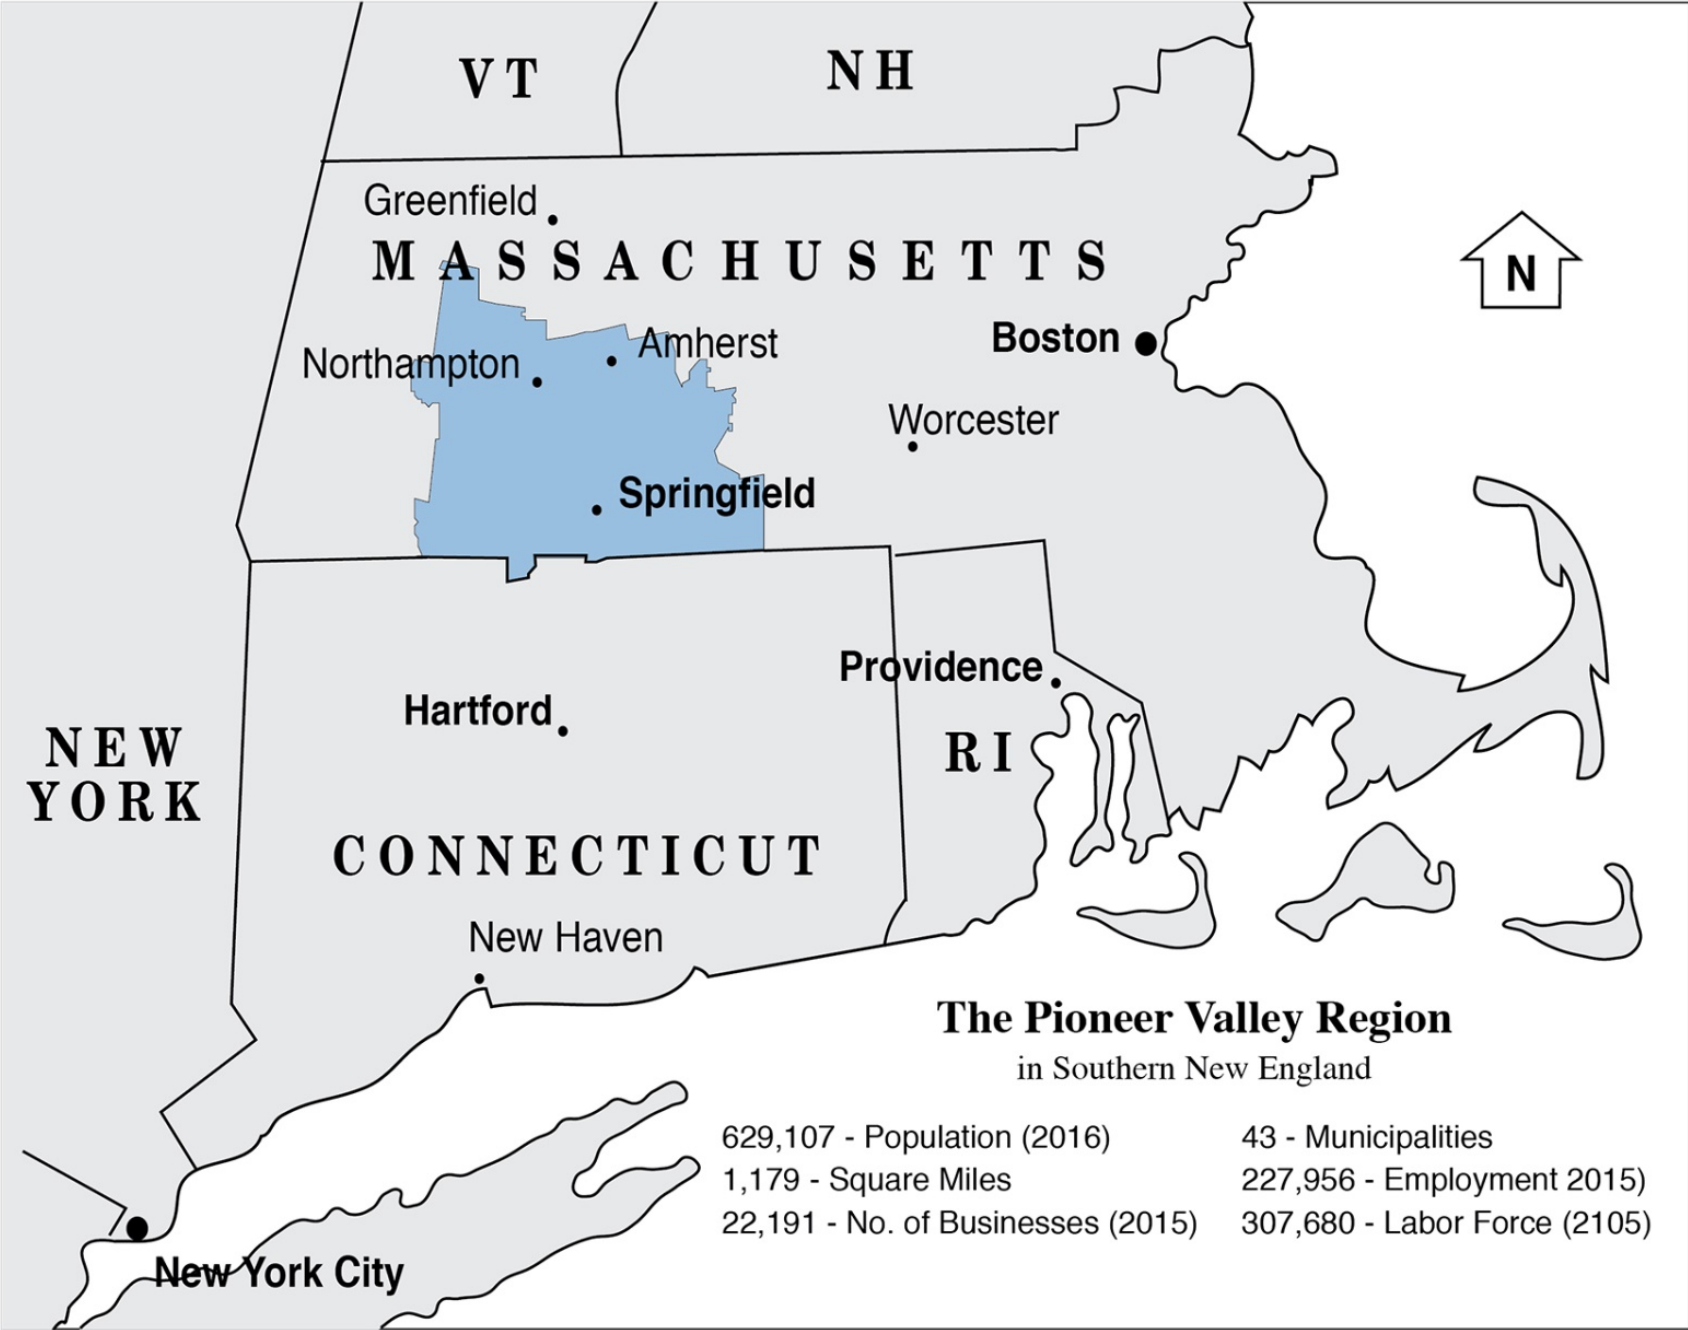 VT
NH
Greenfield
MASSACHUSETTS
N
Boston
Amherst
Northampton
Worcester
Springfield
Providence
Hartford
RI
NEW
YORK
CONNECTICUT
New Haven
The Pioneer Valley Region
in Southern New England
629,107 - Population (2016)
43 - Municipalities
1,179 - Square Miles
227,956 - Employment 2015)
22,191 - No. of Businesses (2015)
307,680 - Labor Force (2105)
New York City